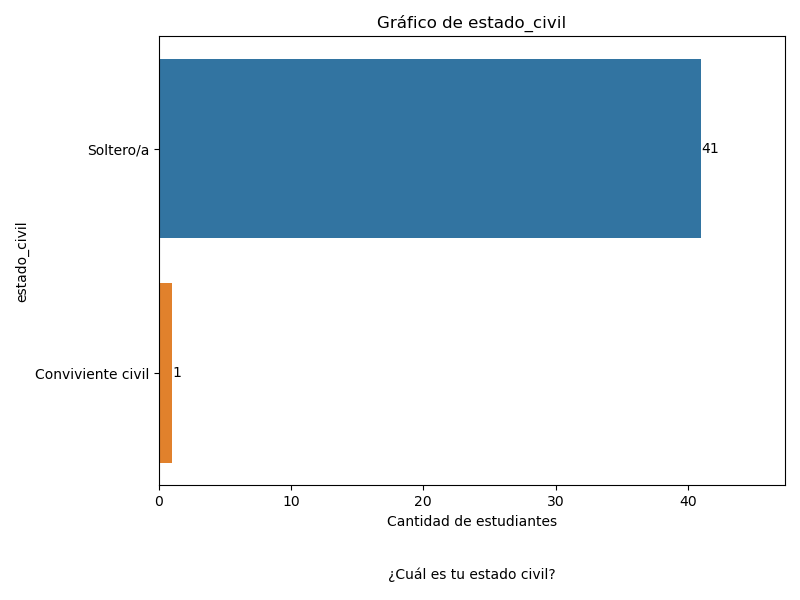 Gráfico de estado_civil
Soltero/a
41
estado_civil
Conviviente civil
1
0 10 20 30 40
Cantidad de estudiantes
¿Cuál es tu estado civil?